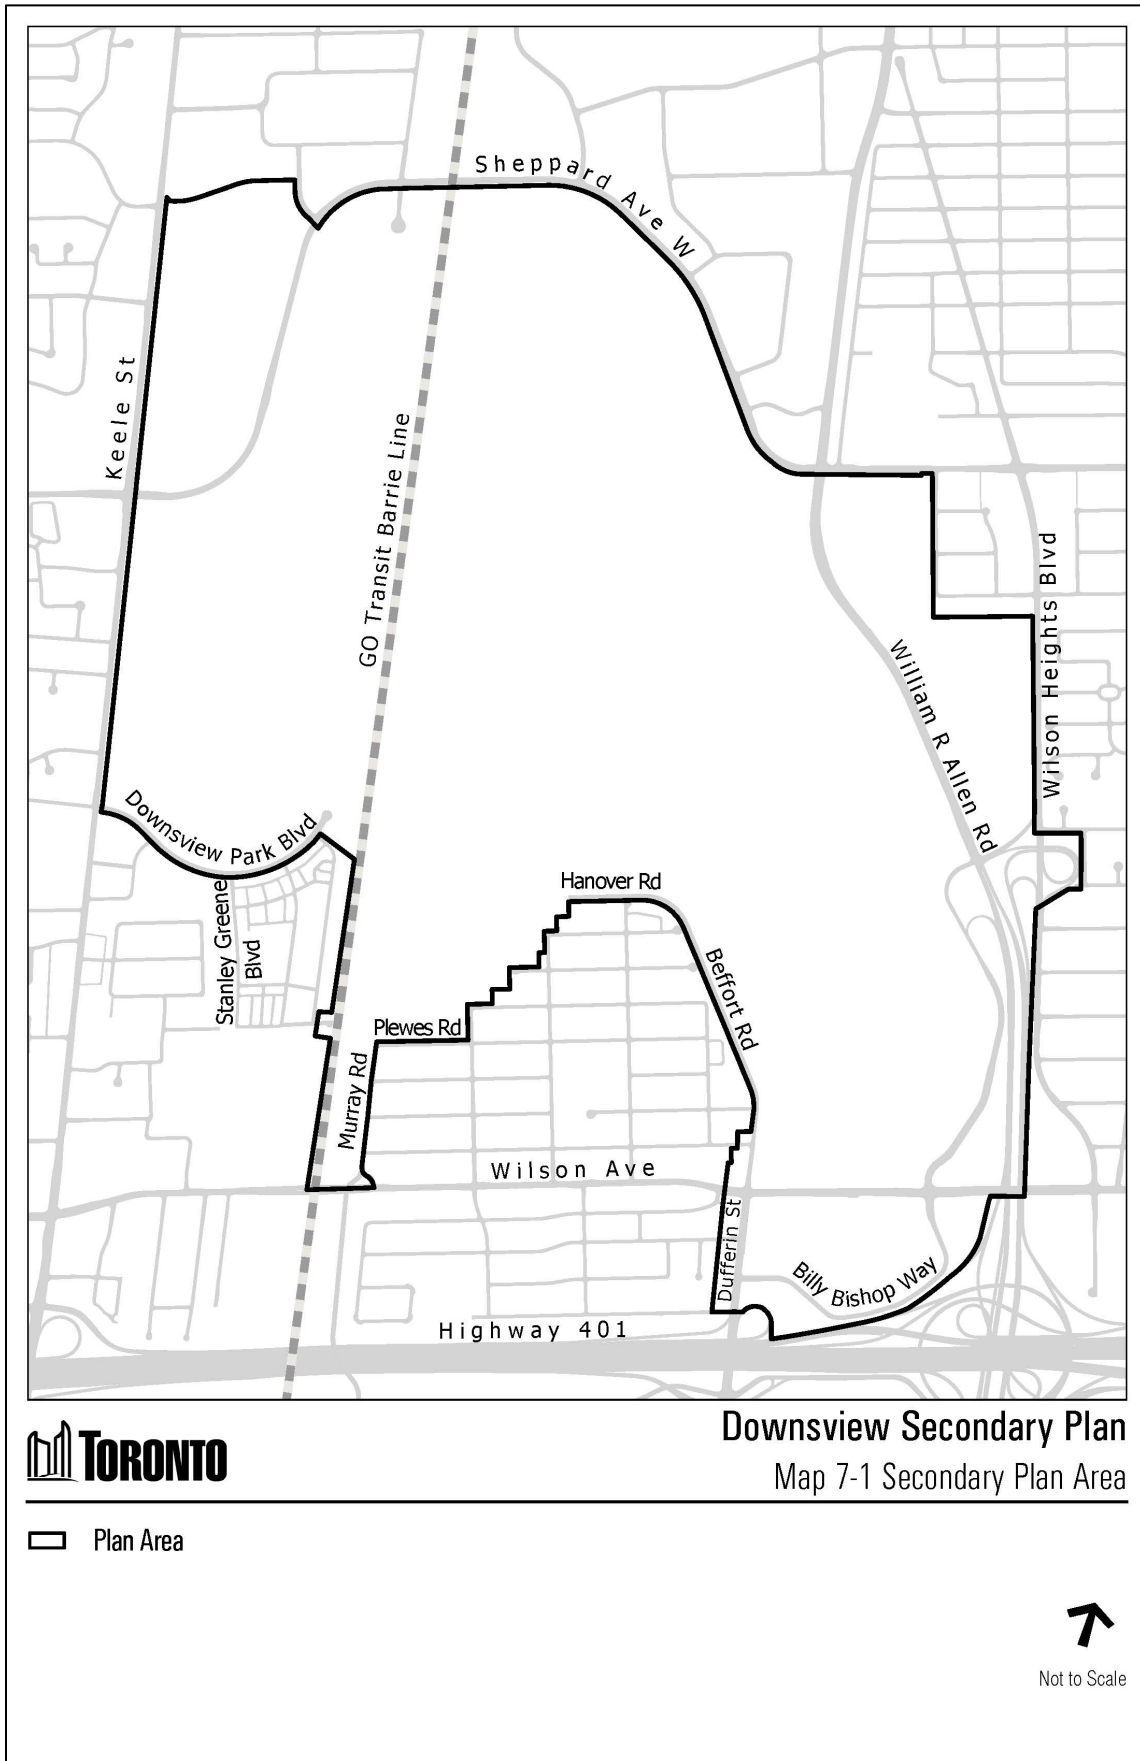 Sheppard Ave W
Keele St
GO Transit Barrie Line
Wilson Heights Blvd
William R Allen Rd
Downsview Park Blvd
Hanover Rd
Stanley Greene
Blvd
Beffort Rd
Plewes Rd
Murray Rd
Wilson Ave
Dufferin St
Billy Bishop Way
Highway 401
TORONTO
Downsview Secondary Plan
Map 7-1 Secondary Plan Area
Plan Area
Not to Scale